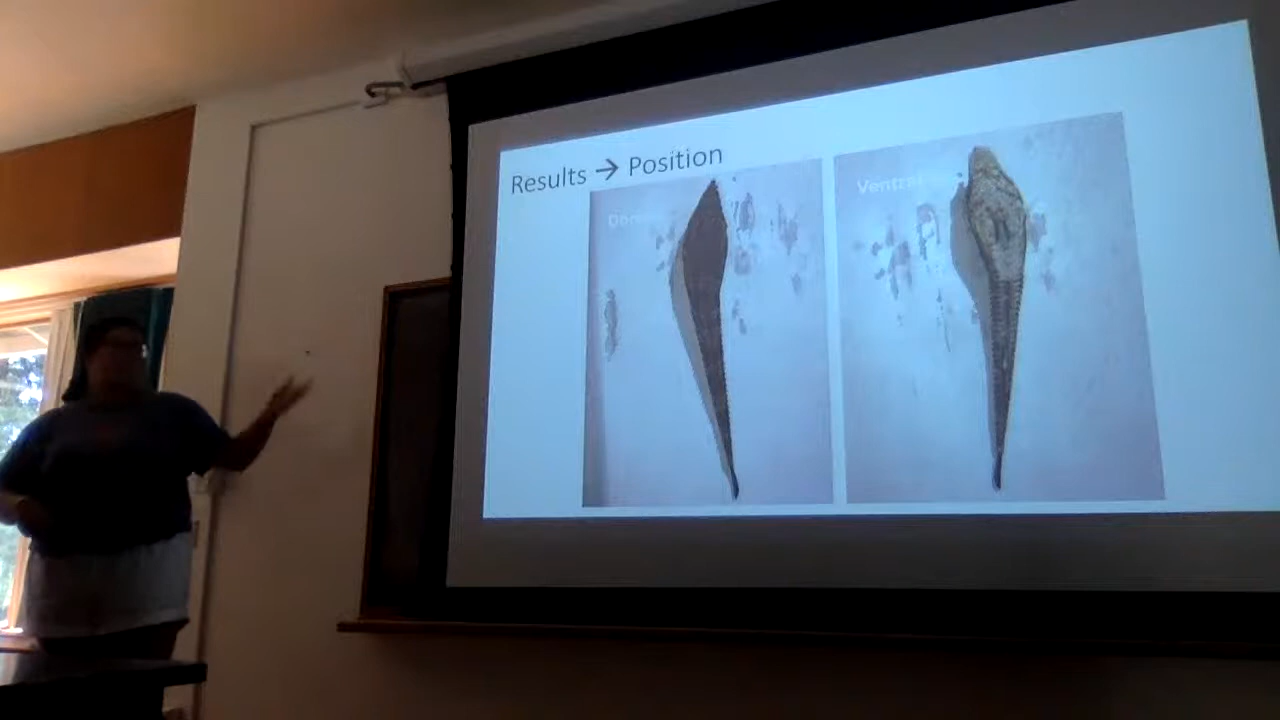 Results → Position
Ventral